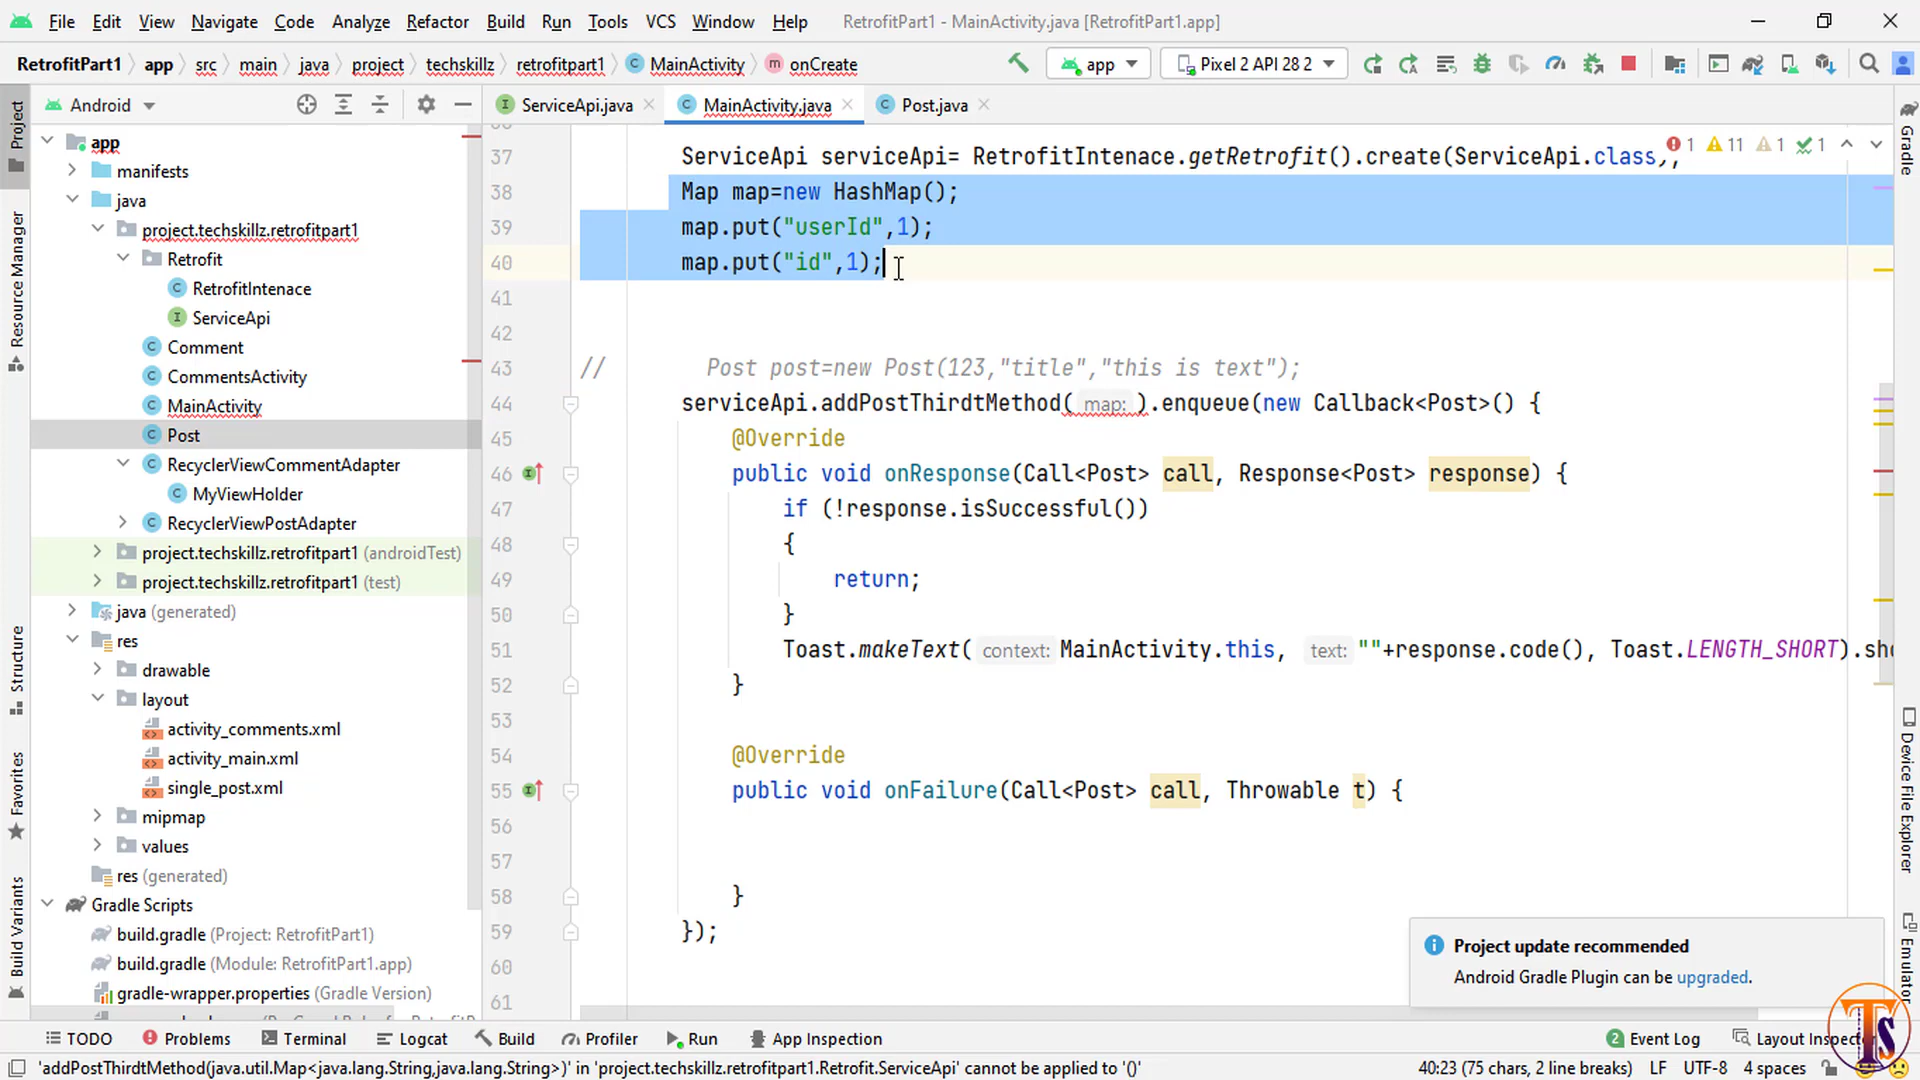 File Edit View Navigate Code Analyze Refactor Build Run Tools VCS Window Help RetrofitPart1 - MainActivity.java [RetrofitPart1.app]
RetrofitPart1 app src main java project techskillz retrofitpart1 MainActivity onCreate app Pixel 2 API 28 2
Android
ServiceApi.java MainActivity.java Post.java
Project
Resource Manager
Structure
Favorites
Build Variants
app
manifests
java
project.techskillz.retrofitpart1
Retrofit
RetrofitIntenace
ServiceApi
Comment
CommentsActivity
MainActivity
Post
RecyclerViewCommentAdapter
MyViewHolder
RecyclerViewPostAdapter
project.techskillz.retrofitpart1 (androidTest)
project.techskillz.retrofitpart1 (test)
java (generated)
res
drawable
layout
activity_comments.xml
activity_main.xml
single_post.xml
mipmap
values
res (generated)
Gradle Scripts
build.gradle (Project: RetrofitPart1)
build.gradle (Module: RetrofitPart1.app)
gradle-wrapper.properties (Gradle Version)
1 11 1 1
37 ServiceApi serviceApi= RetrofitIntenace.getRetrofit().create(ServiceApi.class);
38 Map map=new HashMap();
39 map.put("userId",1);
40 map.put("id",1);
41
42
43 // Post post=new Post(123,"title","this is text");
44 serviceApi.addPostThirdtMethod( map: ).enqueue(new Callback<Post>() {
45 @Override
46 public void onResponse(Call<Post> call, Response<Post> response) {
47 if (!response.isSuccessful())
48 {
49 return;
50 }
51 Toast.makeText( context: MainActivity.this, text: ""+response.code(), Toast.LENGTH_SHORT).sho
52 }
53
54 @Override
55 public void onFailure(Call<Post> call, Throwable t) {
56
57
58 }
59 });
60
61
Gradle
Device File Explorer
Emulator
Project update recommended
Android Gradle Plugin can be upgraded.
TODO Problems Terminal Logcat Build Profiler Run App Inspection 2 Event Log Layout Inspecto
'addPostThirdtMethod(java.util.Map<java.lang.String,java.lang.String>)' in 'project.techskillz.retrofitpart1.Retrofit.ServiceApi' cannot be applied to '()' 40:23 (75 chars, 2 line breaks) LF UTF-8 4 spaces
TS